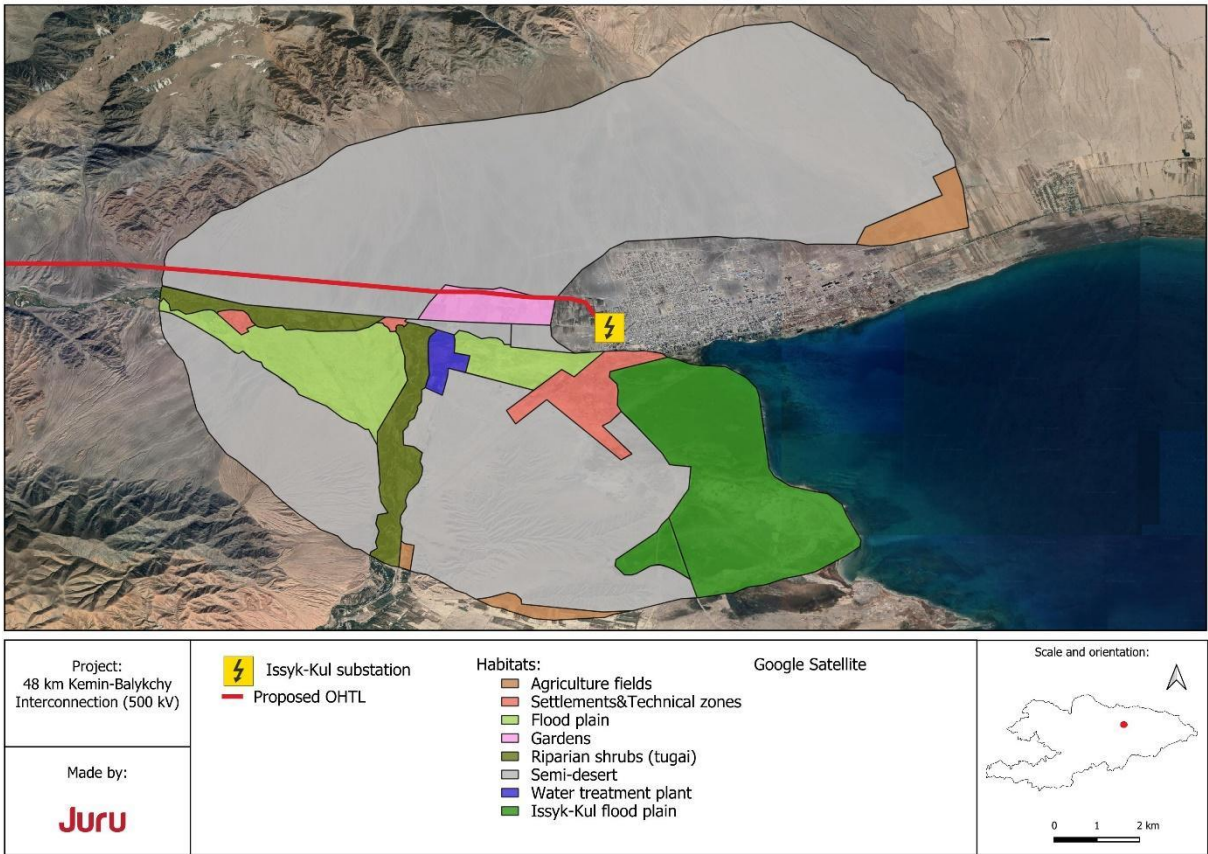 Project:
48 km Kemin-Balykchy
Interconnection (500 kV)
Made by:
Juru
Issyk-Kul substation
Proposed OHTL
Habitats:
Agriculture fields
Settlements&Technical zones
Flood plain
Gardens
Riparian shrubs (tugai)
Semi-desert
Water treatment plant
Issyk-Kul flood plain
Google Satellite
Scale and orientation:
0 1 2 km